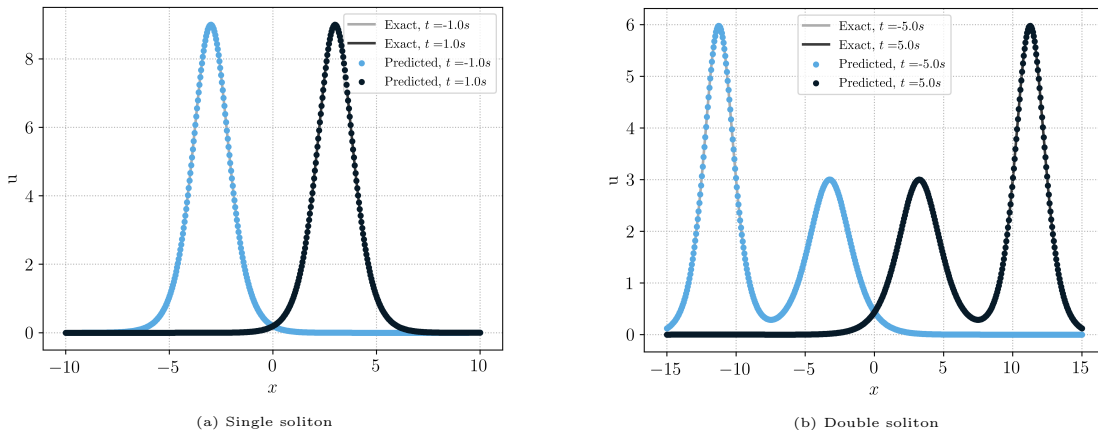 Exact, t =-1.0s
Exact, t =1.0s
Predicted, t =-1.0s
Predicted, t =1.0s
8
6
4
2
0
u
−10
−5
0
5
10
x
(a) Single soliton
Exact, t =-5.0s
Exact, t =5.0s
Predicted, t =-5.0s
Predicted, t =5.0s
6
5
4
3
2
1
0
u
−15
−10
−5
0
5
10
15
x
(b) Double soliton